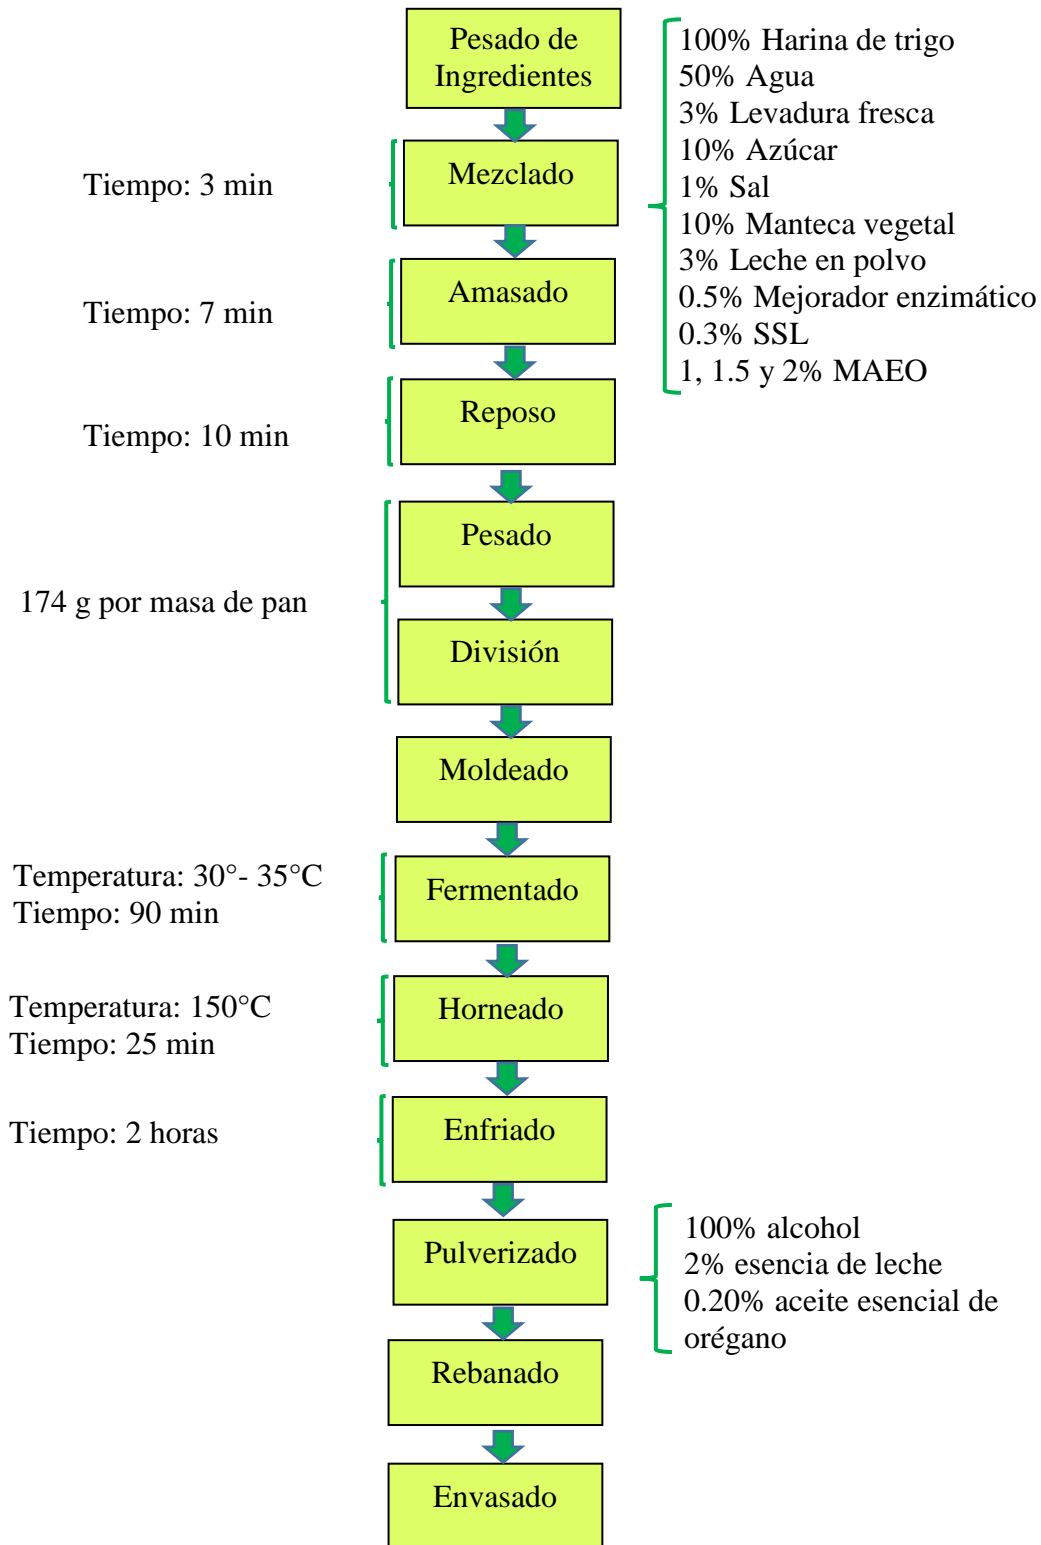 Pesado de
Ingredientes
100% Harina de trigo
50% Agua
3% Levadura fresca
10% Azúcar
1% Sal
10% Manteca vegetal
3% Leche en polvo
0.5% Mejorador enzimático
0.3% SSL
1, 1.5 y 2% MAEO
Tiempo: 3 min
Mezclado
Tiempo: 7 min
Amasado
Tiempo: 10 min
Reposo
174 g por masa de pan
Pesado
División
Moldeado
Temperatura: 30°- 35°C
Tiempo: 90 min
Fermentado
Temperatura: 150°C
Tiempo: 25 min
Horneado
Tiempo: 2 horas
Enfriado
Pulverizado
100% alcohol
2% esencia de leche
0.20% aceite esencial de
orégano
Rebanado
Envasado